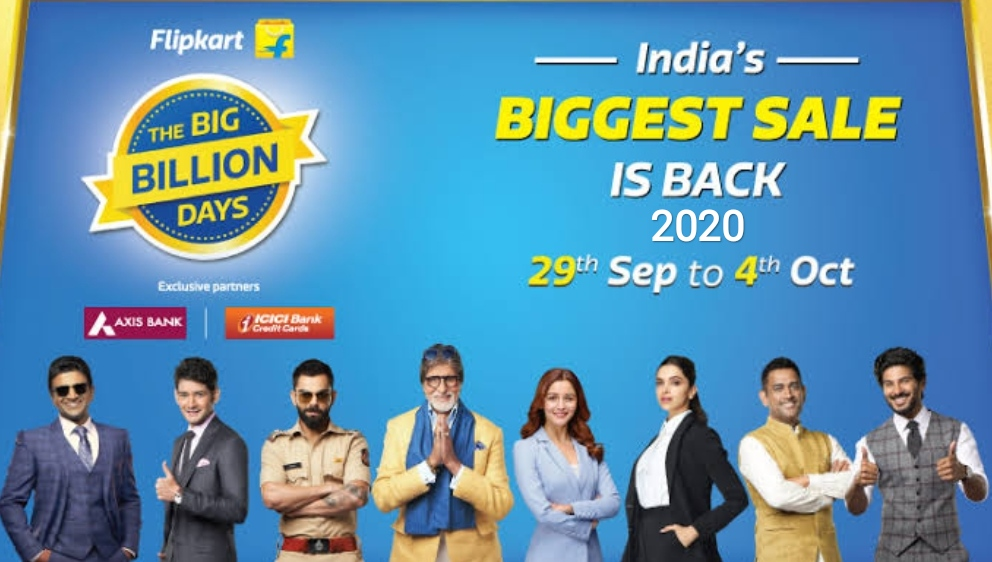 Flipkart
THE BIG
BILLION
DAYS
Exclusive partners
AXIS BANK
ICICI Bank
Credit Cards
India's
BIGGEST SALE
IS BACK
2020
29th Sep to 4th Oct